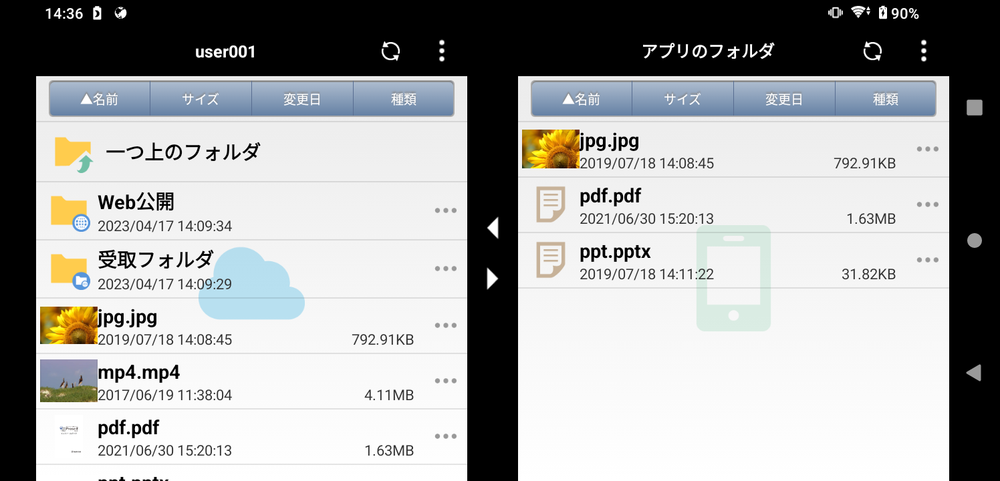 14:36
90%
user001
▲名前 サイズ 変更日 種類
一つ上のフォルダ
Web公開
2023/04/17 14:09:34
受取フォルダ
2023/04/17 14:09:29
jpg.jpg
2019/07/18 14:08:45 792.91KB
mp4.mp4
2017/06/19 11:38:04 4.11MB
pdf.pdf
2021/06/30 15:20:13 1.63MB
ppt.pptx
アプリのフォルダ
▲名前 サイズ 変更日 種類
jpg.jpg
2019/07/18 14:08:45 792.91KB
pdf.pdf
2021/06/30 15:20:13 1.63MB
ppt.pptx
2019/07/18 14:11:22 31.82KB